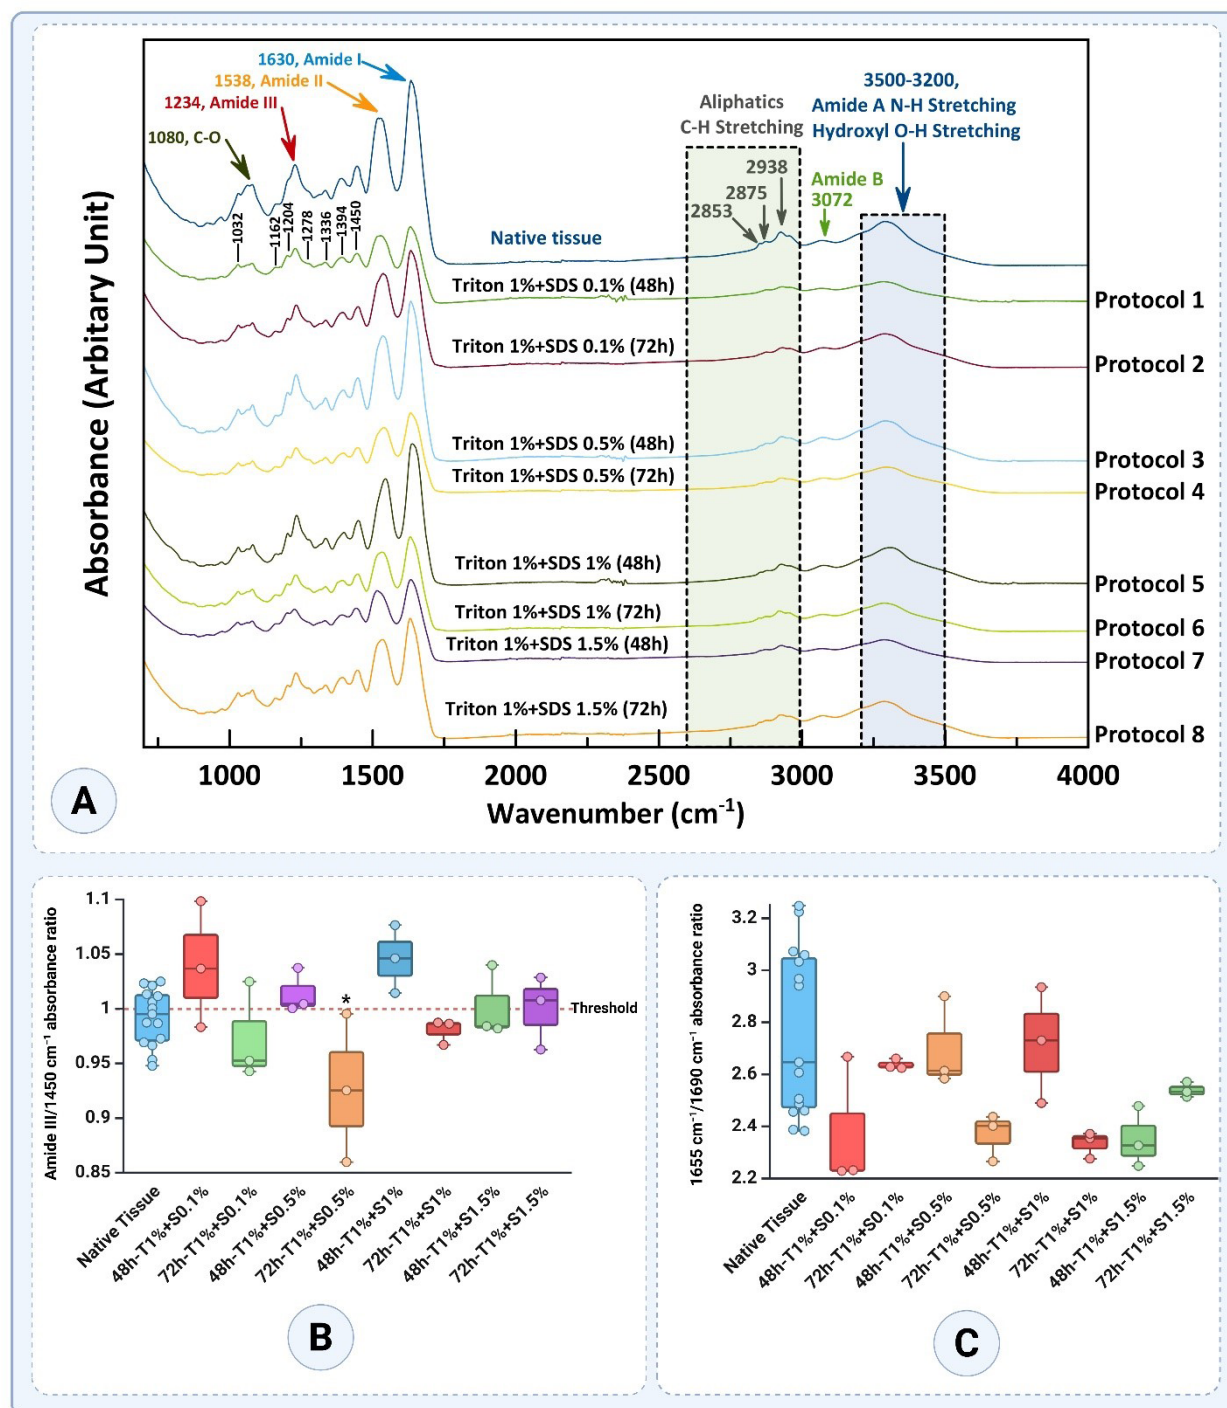 1630, Amide I
1538, Amide II
1234, Amide III
1080, C-O
Aliphatics
C-H Stretching
3500-3200,
Amide A N-H Stretching
Hydroxyl O-H Stretching
2938
2875
2853
Amide B
3072
1032
1162
1204
1278
1336
1394
1450
Native tissue
Triton 1%+SDS 0.1% (48h)
Protocol 1
Triton 1%+SDS 0.1% (72h)
Protocol 2
Triton 1%+SDS 0.5% (48h)
Protocol 3
Triton 1%+SDS 0.5% (72h)
Protocol 4
Triton 1%+SDS 1% (48h)
Protocol 5
Triton 1%+SDS 1% (72h)
Protocol 6
Triton 1%+SDS 1.5% (48h)
Protocol 7
Triton 1%+SDS 1.5% (72h)
Protocol 8
Absorbance (Arbitary Unit)
1000 1500 2000 2500 3000 3500 4000
Wavenumber (cm⁻¹)
A
Amide II/1450 cm⁻¹ absorbance ratio
1.1
1.05
1
0.95
0.9
0.85
*
Threshold
Native Tissue
48h-T1%+S0.1%
72h-T1%+S0.1%
48h-T1%+S0.5%
72h-T1%+S0.5%
48h-T1%+S1%
72h-T1%+S1%
48h-T1%+S1.5%
72h-T1%+S1.5%
B
1655 cm⁻¹/1690 cm⁻¹ absorbance ratio
3.2
3
2.8
2.6
2.4
2.2
Native Tissue
48h-T1%+S0.1%
72h-T1%+S0.1%
48h-T1%+S0.5%
72h-T1%+S0.5%
48h-T1%+S1%
72h-T1%+S1%
48h-T1%+S1.5%
72h-T1%+S1.5%
C